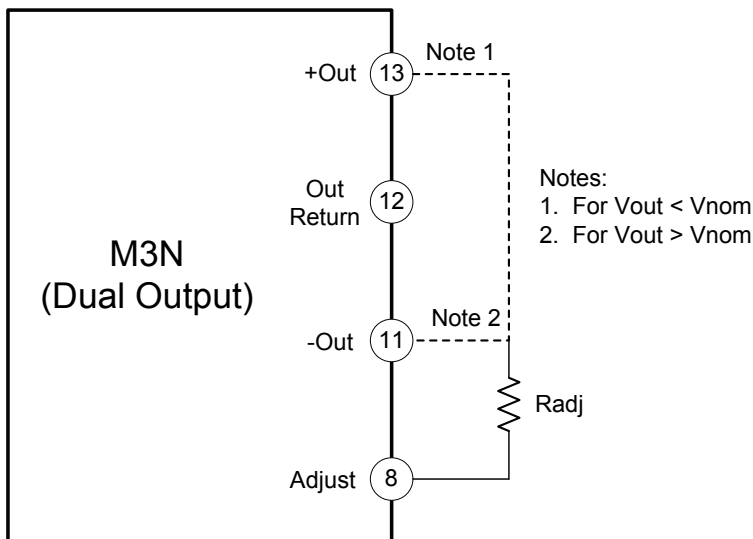 +Out
13
Note 1
Out
Return
12
Notes:
1. For Vout < Vnom
2. For Vout > Vnom
M3N
(Dual Output)
-Out
11
Note 2
Radj
Adjust
8